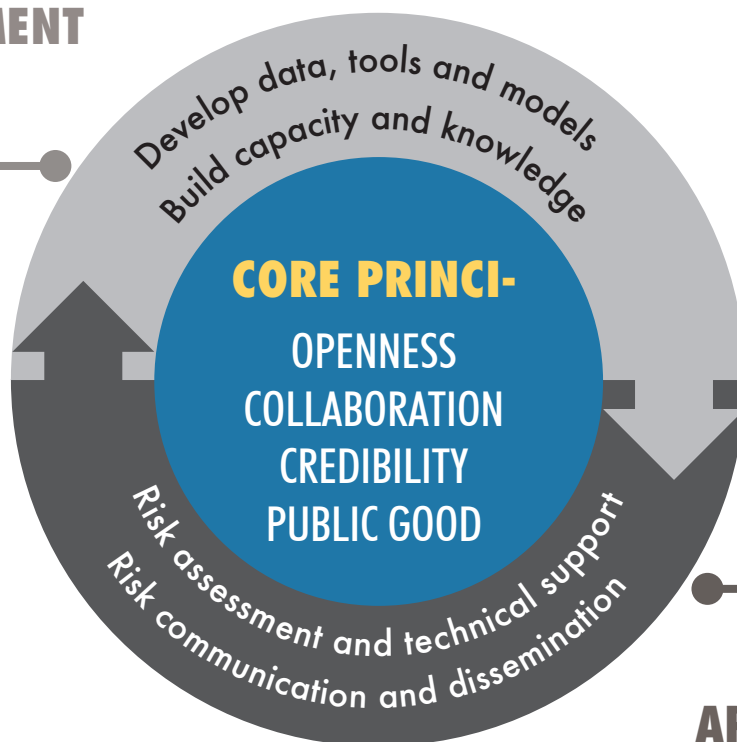 MENT
Develop data, tools and models
Build capacity and knowledge
CORE PRINCI-
OPENNESS
COLLABORATION
CREDIBILITY
PUBLIC GOOD
Risk assessment and technical support
Risk communication and dissemination
AP